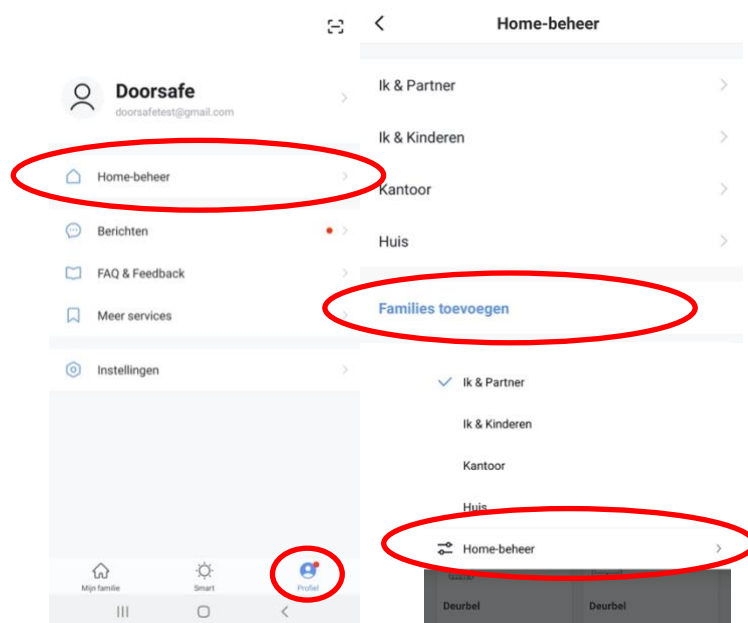 Doorsafe
doorsafetest@gmail.com
Home-beheer
Berichten
FAQ & Feedback
Meer services
Instellingen
Mijn familie
Smart
Profiel
Home-beheer
Ik & Partner
Ik & Kinderen
Kantoor
Huis
Families toevoegen
Ik & Partner
Ik & Kinderen
Kantoor
Huis
Home-beheer
Deurbel
Deurbel